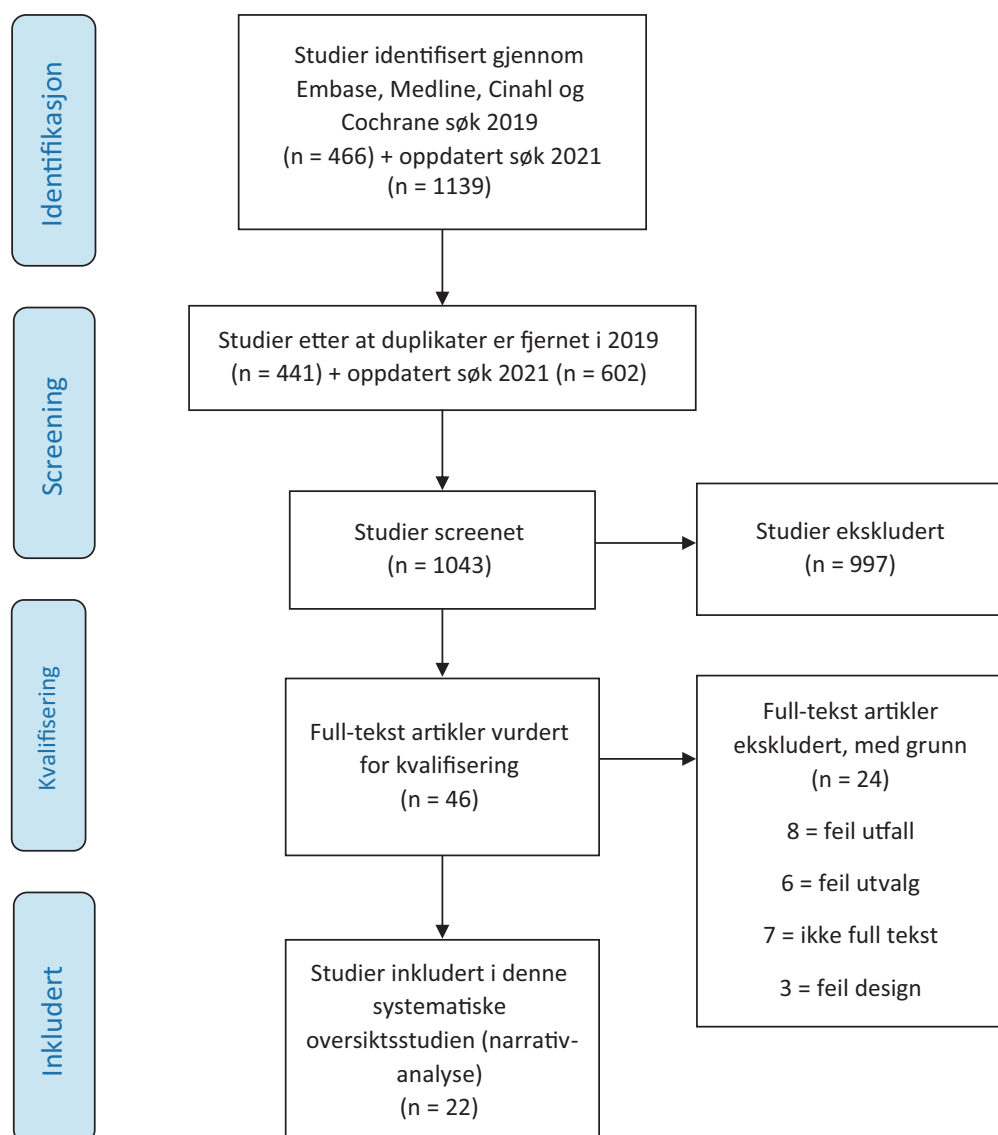 Identifikasjon
Studier identifisert gjennom
Embase, Medline, Cinahl og
Cochrane søk 2019
(n = 466) + oppdatert søk 2021
(n = 1139)
Screening
Studier etter at duplikater er fjernet i 2019
(n = 441) + oppdatert søk 2021 (n = 602)
Studier screenet
(n = 1043)
Studier ekskludert
(n = 997)
Kvalifisering
Full-tekst artikler vurdert
for kvalifisering
(n = 46)
Full-tekst artikler
ekskludert, med grunn
(n = 24)
8 = feil utfall
6 = feil utvalg
7 = ikke full tekst
3 = feil design
Inkludert
Studier inkludert i denne
systematiske
oversiktsstudien (narrativ-
analyse)
(n = 22)